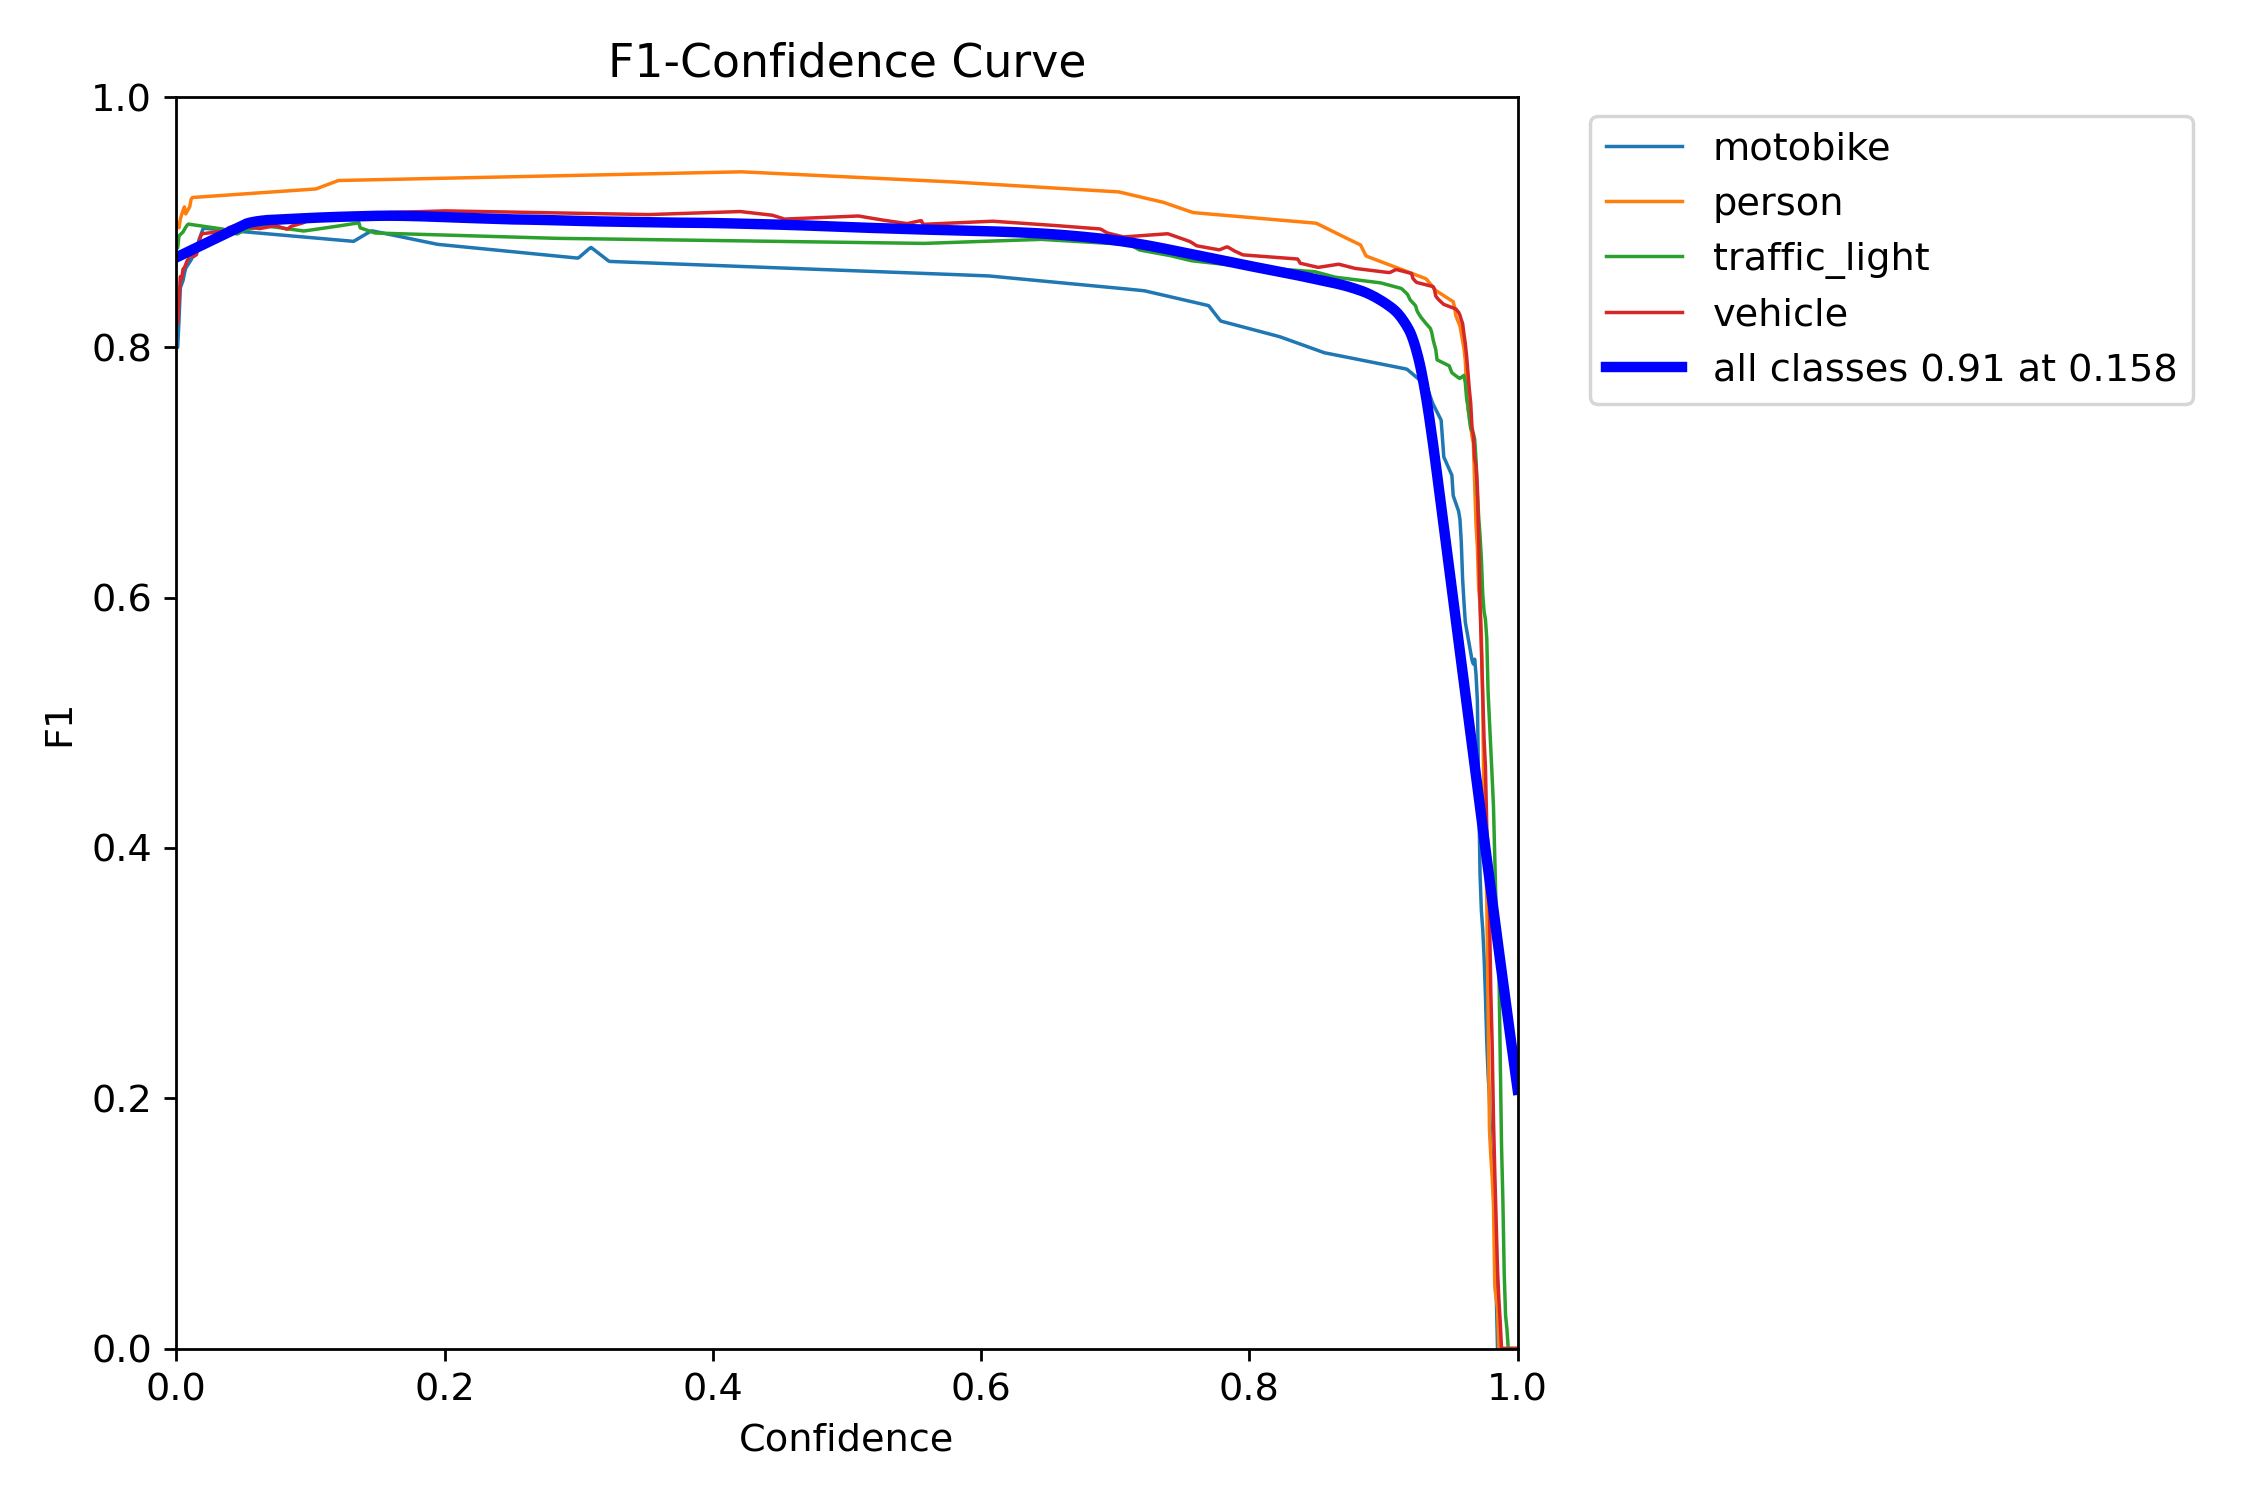 F1-Confidence Curve
1.0
0.8
0.6
0.4
0.2
0.0
F1
0.0 0.2 0.4 0.6 0.8 1.0
Confidence
motobike
person
traffic_light
vehicle
all classes 0.91 at 0.158